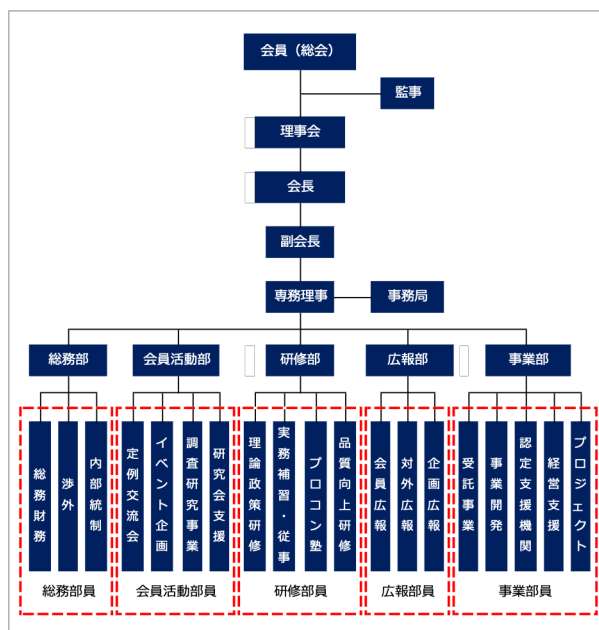 会員（総会）
監事
理事会
会長
副会長
専務理事
事務局
総務部
会員活動部
研修部
広報部
事業部
総務財務
渉外
内部統制
定例交流会
イベント企画
調査研究事業
研究会支援
理論政策研修
実務補習・従事
プロコン塾
品質向上研修
会員広報
対外広報
企画広報
受託事業
事業開発
認定支援機関
経営支援
プロジェクト
総務部員
会員活動部員
研修部員
広報部員
事業部員